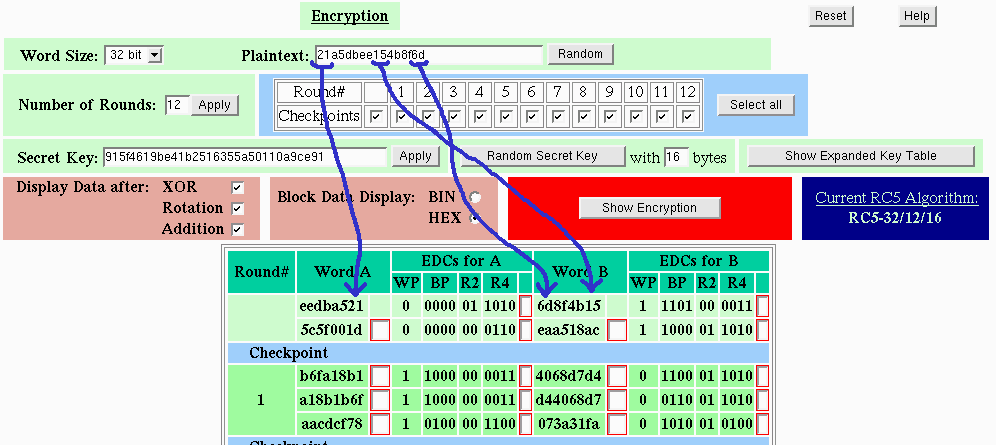 Encryption Reset Help
Word Size: 32 bit Plaintext: 21a5dbee154b8f6d Random
Number of Rounds: 12 Apply Round# 1 2 3 4 5 6 7 8 9 10 11 12
Checkpoints Select all
Secret Key: 915f4619be41b2516355a50110a9ce91 Apply Random Secret Key with 16 bytes Show Expanded Key Table
Display Data after: XOR Block Data Display: BIN Current RC5 Algorithm:
Rotation HEX Show Encryption RC5-32/12/16
Addition
Round# Word A EDCs for A Word B EDCs for B
WP BP R2 R4 WP BP R2 R4
eedba521 0 0000 01 1010 6d8f4b15 1 1101 00 0011
5c5f001d 0 0000 00 0110 eaa518ac 1 1000 01 1010
Checkpoint
b6fa18b1 1 1000 00 0011 4068d7d4 0 1100 01 1010
1 a18b1b6f 1 1000 00 0011 d44068d7 0 0110 01 1010
aacdcf78 1 0100 00 1100 073a31fa 0 1010 01 0100
Checkpoint